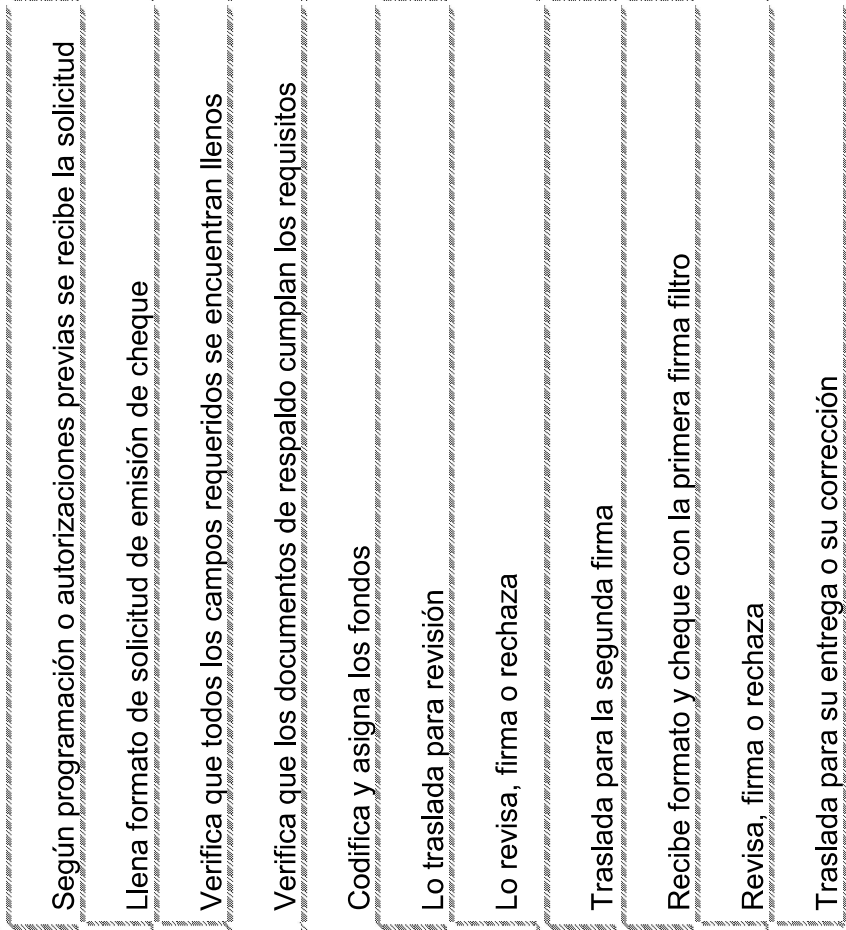 Según programación o autorizaciones previas se recibe la solicitud
Llena formato de solicitud de emisión de cheque
Verifica que todos los campos requeridos se encuentran llenos
Verifica que los documentos de respaldo cumplan los requisitos
Codifica y asigna los fondos
Lo traslada para revisión
Lo revisa, firma o rechaza
Traslada para la segunda firma
Recibe formato y cheque con la primera firma filtro
Revisa, firma o rechaza
Traslada para su entrega o su corrección